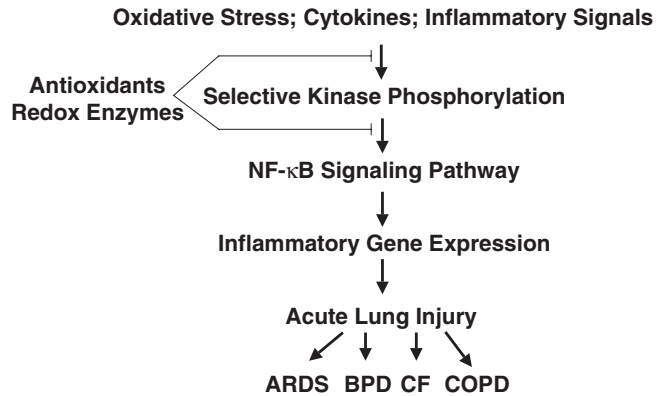 Oxidative Stress; Cytokines; Inflammatory Signals
Antioxidants
Redox Enzymes
Selective Kinase Phosphorylation
NF-κB Signaling Pathway
Inflammatory Gene Expression
Acute Lung Injury
ARDS BPD CF COPD